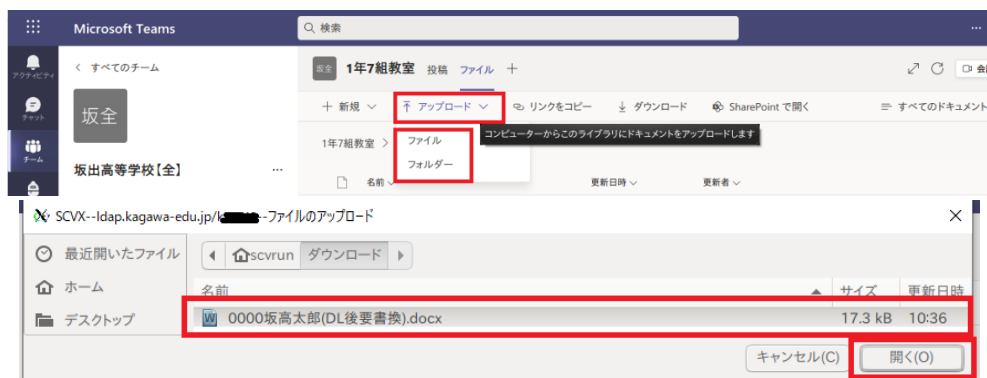 Microsoft Teams
検索
アクティビティ
すべてのチーム
坂全 1年7組教室 投稿 ファイル
チャット
坂全
新規 アップロード リンクをコピー ダウンロード SharePoint で開く すべてのドキュメント
コンピューターからこのライブラリにドキュメントをアップロードします
チーム
1年7組教室 >
ファイル
フォルダー
坂出高等学校【全】 ...
名前 更新日時 更新者
SCVX--ldap.kagawa-edu.jp/ --ファイルのアップロード
最近開いたファイル scvrun ダウンロード
ホーム 名前 サイズ 更新日時
デスクトップ 0000坂高太郎(DL後要書換).docx 17.3 kB 10:36
キャンセル(C) 開く(O)